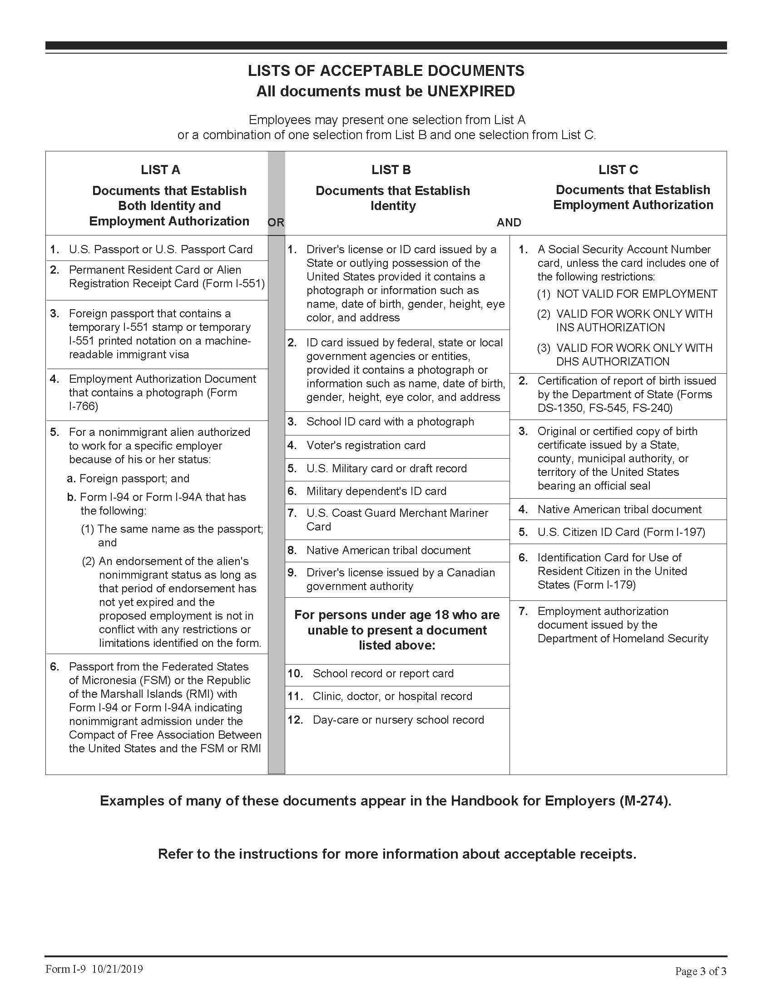 LISTS OF ACCEPTABLE DOCUMENTS
All documents must be UNEXPIRED
Employees may present one selection from List A
or a combination of one selection from List B and one selection from List C.
LIST A
Documents that Establish
Both Identity and
Employment Authorization
OR
LIST B
Documents that Establish
Identity
AND
LIST C
Documents that Establish
Employment Authorization
1. U.S. Passport or U.S. Passport Card
2. Permanent Resident Card or Alien
Registration Receipt Card (Form I-551)
3. Foreign passport that contains a
temporary I-551 stamp or temporary
I-551 printed notation on a machine-
readable immigrant visa
4. Employment Authorization Document
that contains a photograph (Form
I-766)
5. For a nonimmigrant alien authorized
to work for a specific employer
because of his or her status:
a. Foreign passport; and
b. Form I-94 or Form I-94A that has
the following:
(1) The same name as the passport;
and
(2) An endorsement of the alien's
nonimmigrant status as long as
that period of endorsement has
not yet expired and the
proposed employment is not in
conflict with any restrictions or
limitations identified on the form.
6. Passport from the Federated States
of Micronesia (FSM) or the Republic
of the Marshall Islands (RMI) with
Form I-94 or Form I-94A indicating
nonimmigrant admission under the
Compact of Free Association Between
the United States and the FSM or RMI
1. Driver's license or ID card issued by a
State or outlying possession of the
United States provided it contains a
photograph or information such as
name, date of birth, gender, height, eye
color, and address
2. ID card issued by federal, state or local
government agencies or entities,
provided it contains a photograph or
information such as name, date of birth,
gender, height, eye color, and address
3. School ID card with a photograph
4. Voter's registration card
5. U.S. Military card or draft record
6. Military dependent's ID card
7. U.S. Coast Guard Merchant Mariner
Card
8. Native American tribal document
9. Driver's license issued by a Canadian
government authority
For persons under age 18 who are
unable to present a document
listed above:
10. School record or report card
11. Clinic, doctor, or hospital record
12. Day-care or nursery school record
1. A Social Security Account Number
card, unless the card includes one of
the following restrictions:
(1) NOT VALID FOR EMPLOYMENT
(2) VALID FOR WORK ONLY WITH
INS AUTHORIZATION
(3) VALID FOR WORK ONLY WITH
DHS AUTHORIZATION
2. Certification of report of birth issued
by the Department of State (Forms
DS-1350, FS-545, FS-240)
3. Original or certified copy of birth
certificate issued by a State,
county, municipal authority, or
territory of the United States
bearing an official seal
4. Native American tribal document
5. U.S. Citizen ID Card (Form I-197)
6. Identification Card for Use of
Resident Citizen in the United
States (Form I-179)
7. Employment authorization
document issued by the
Department of Homeland Security
Examples of many of these documents appear in the Handbook for Employers (M-274).
Refer to the instructions for more information about acceptable receipts.
Form I-9 10/21/2019
Page 3 of 3